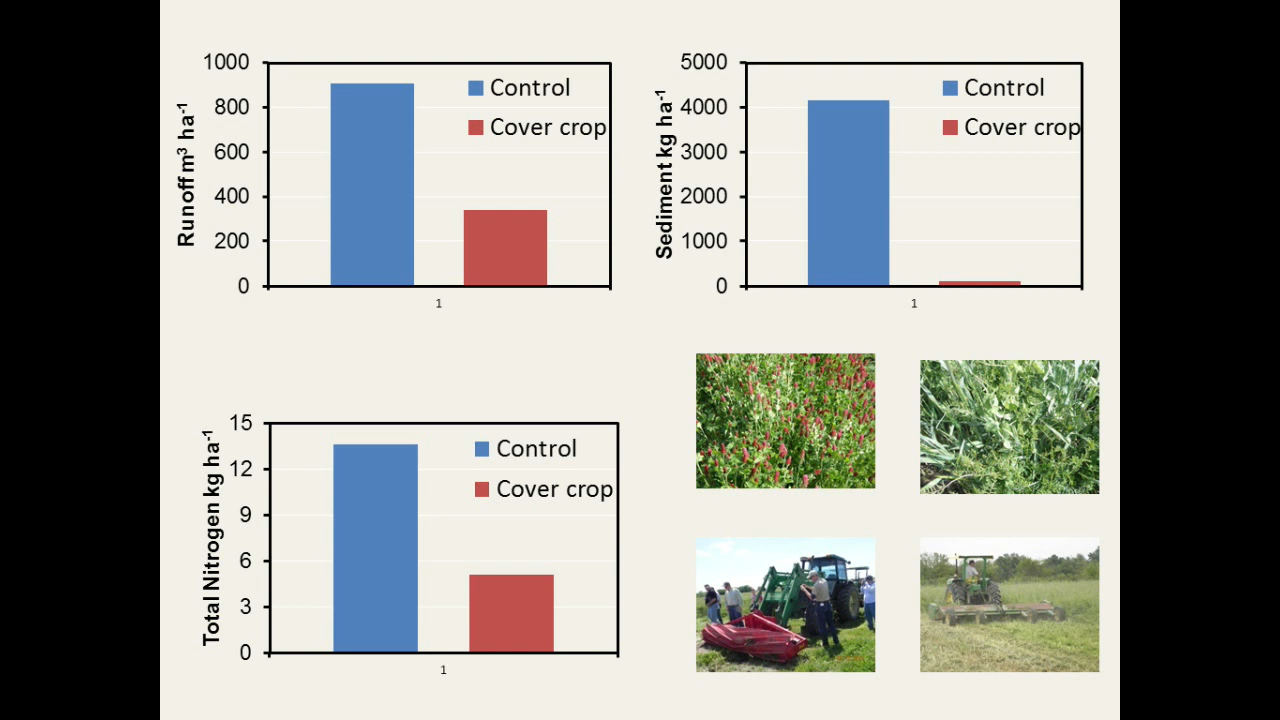 1000
800
600
400
200
0
Runoff m³ ha⁻¹
Control
Cover crop
1
5000
4000
3000
2000
1000
0
Sediment kg ha⁻¹
Control
Cover crop
1
15
12
9
6
3
0
Total Nitrogen kg ha⁻¹
Control
Cover crop
1